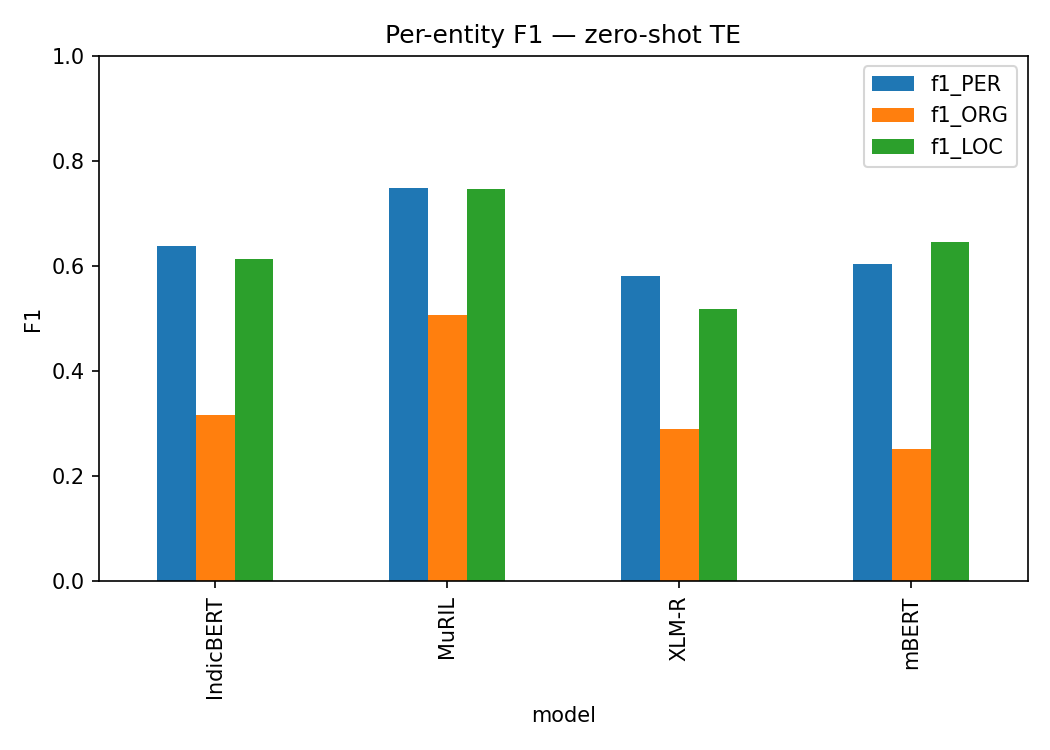 Per-entity F1 — zero-shot TE
1.0
0.8
0.6
0.4
0.2
0.0
F1
f1_PER
f1_ORG
f1_LOC
IndicBERT
MuRIL
XLM-R
mBERT
model